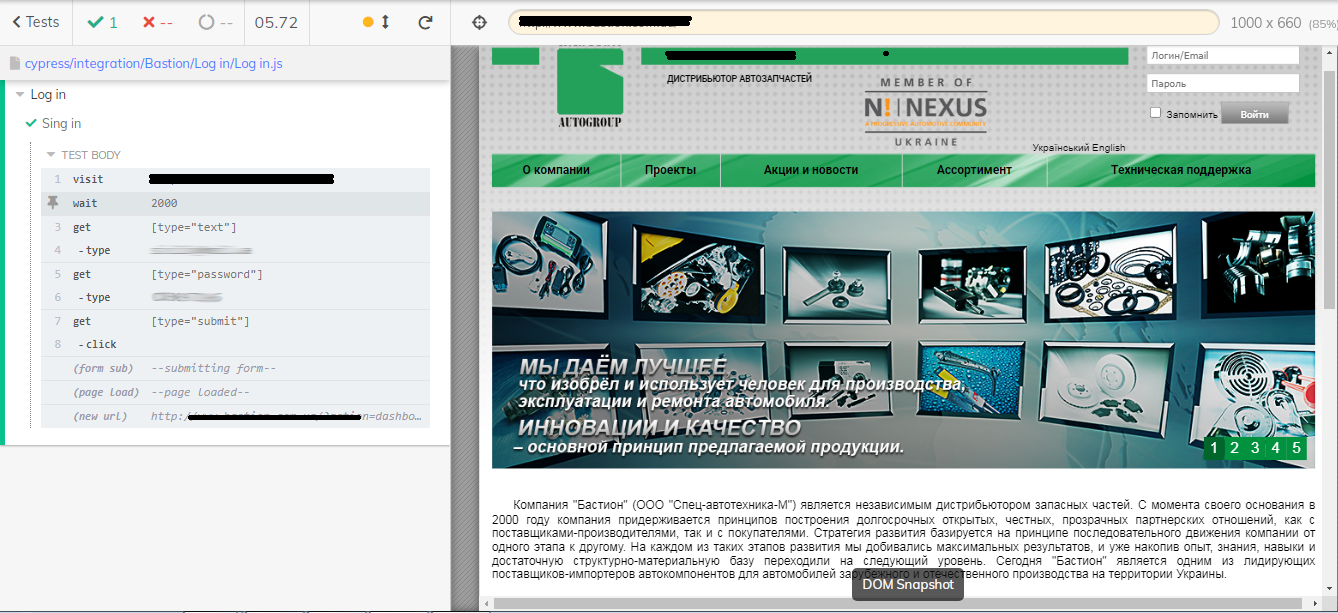 Tests
1
--
--
05.72
1000 x 660 (85%)
cypress/integration/Bastion/Log in/Log in.js
Log in
Sing in
TEST BODY
1 visit
wait 2000
3 get [type="text"]
4 -type
5 get [type="password"]
6 -type
7 get [type="submit"]
8 -click
(form sub) --submitting form--
(page load) --page loaded--
(new url) http:/ =dashbo...
AUTOGROUP
ДИСТРИБЬЮТОР АВТОЗАПЧАСТЕЙ
MEMBER OF
N! NEXUS
A PROGRESSIVE AUTOMOTIVE COMMUNITY
UKRAINE
Логин/Email
Пароль
Запомнить Войти
Український English
О компании Проекты Акции и новости Ассортимент Техническая поддержка
МЫ ДАЁМ ЛУЧШЕЕ
что изобрёл и использует человек для производства,
эксплуатации и ремонта автомобиля.
ИННОВАЦИИ И КАЧЕСТВО
– основной принцип предлагаемой продукции.
1 2 3 4 5
Компания "Бастион" (ООО "Спец-автотехника-М") является независимым дистрибьютором запасных частей. С момента своего основания в
2000 году компания придерживается принципов построения долгосрочных открытых, честных, прозрачных партнерских отношений, как с
поставщиками-производителями, так и с покупателями. Стратегия развития базируется на принципе последовательного движения компании от
одного этапа к другому. На каждом из таких этапов развития мы добивались максимальных результатов, и уже накопив опыт, знания, навыки и
достаточную структурно-материальную базу переходили на следующий уровень. Сегодня "Бастион" является одним из лидирующих
поставщиков-импортеров автокомпонентов для автомобилей зарубежного и отечественного производства на территории Украины.
DOM Snapshot